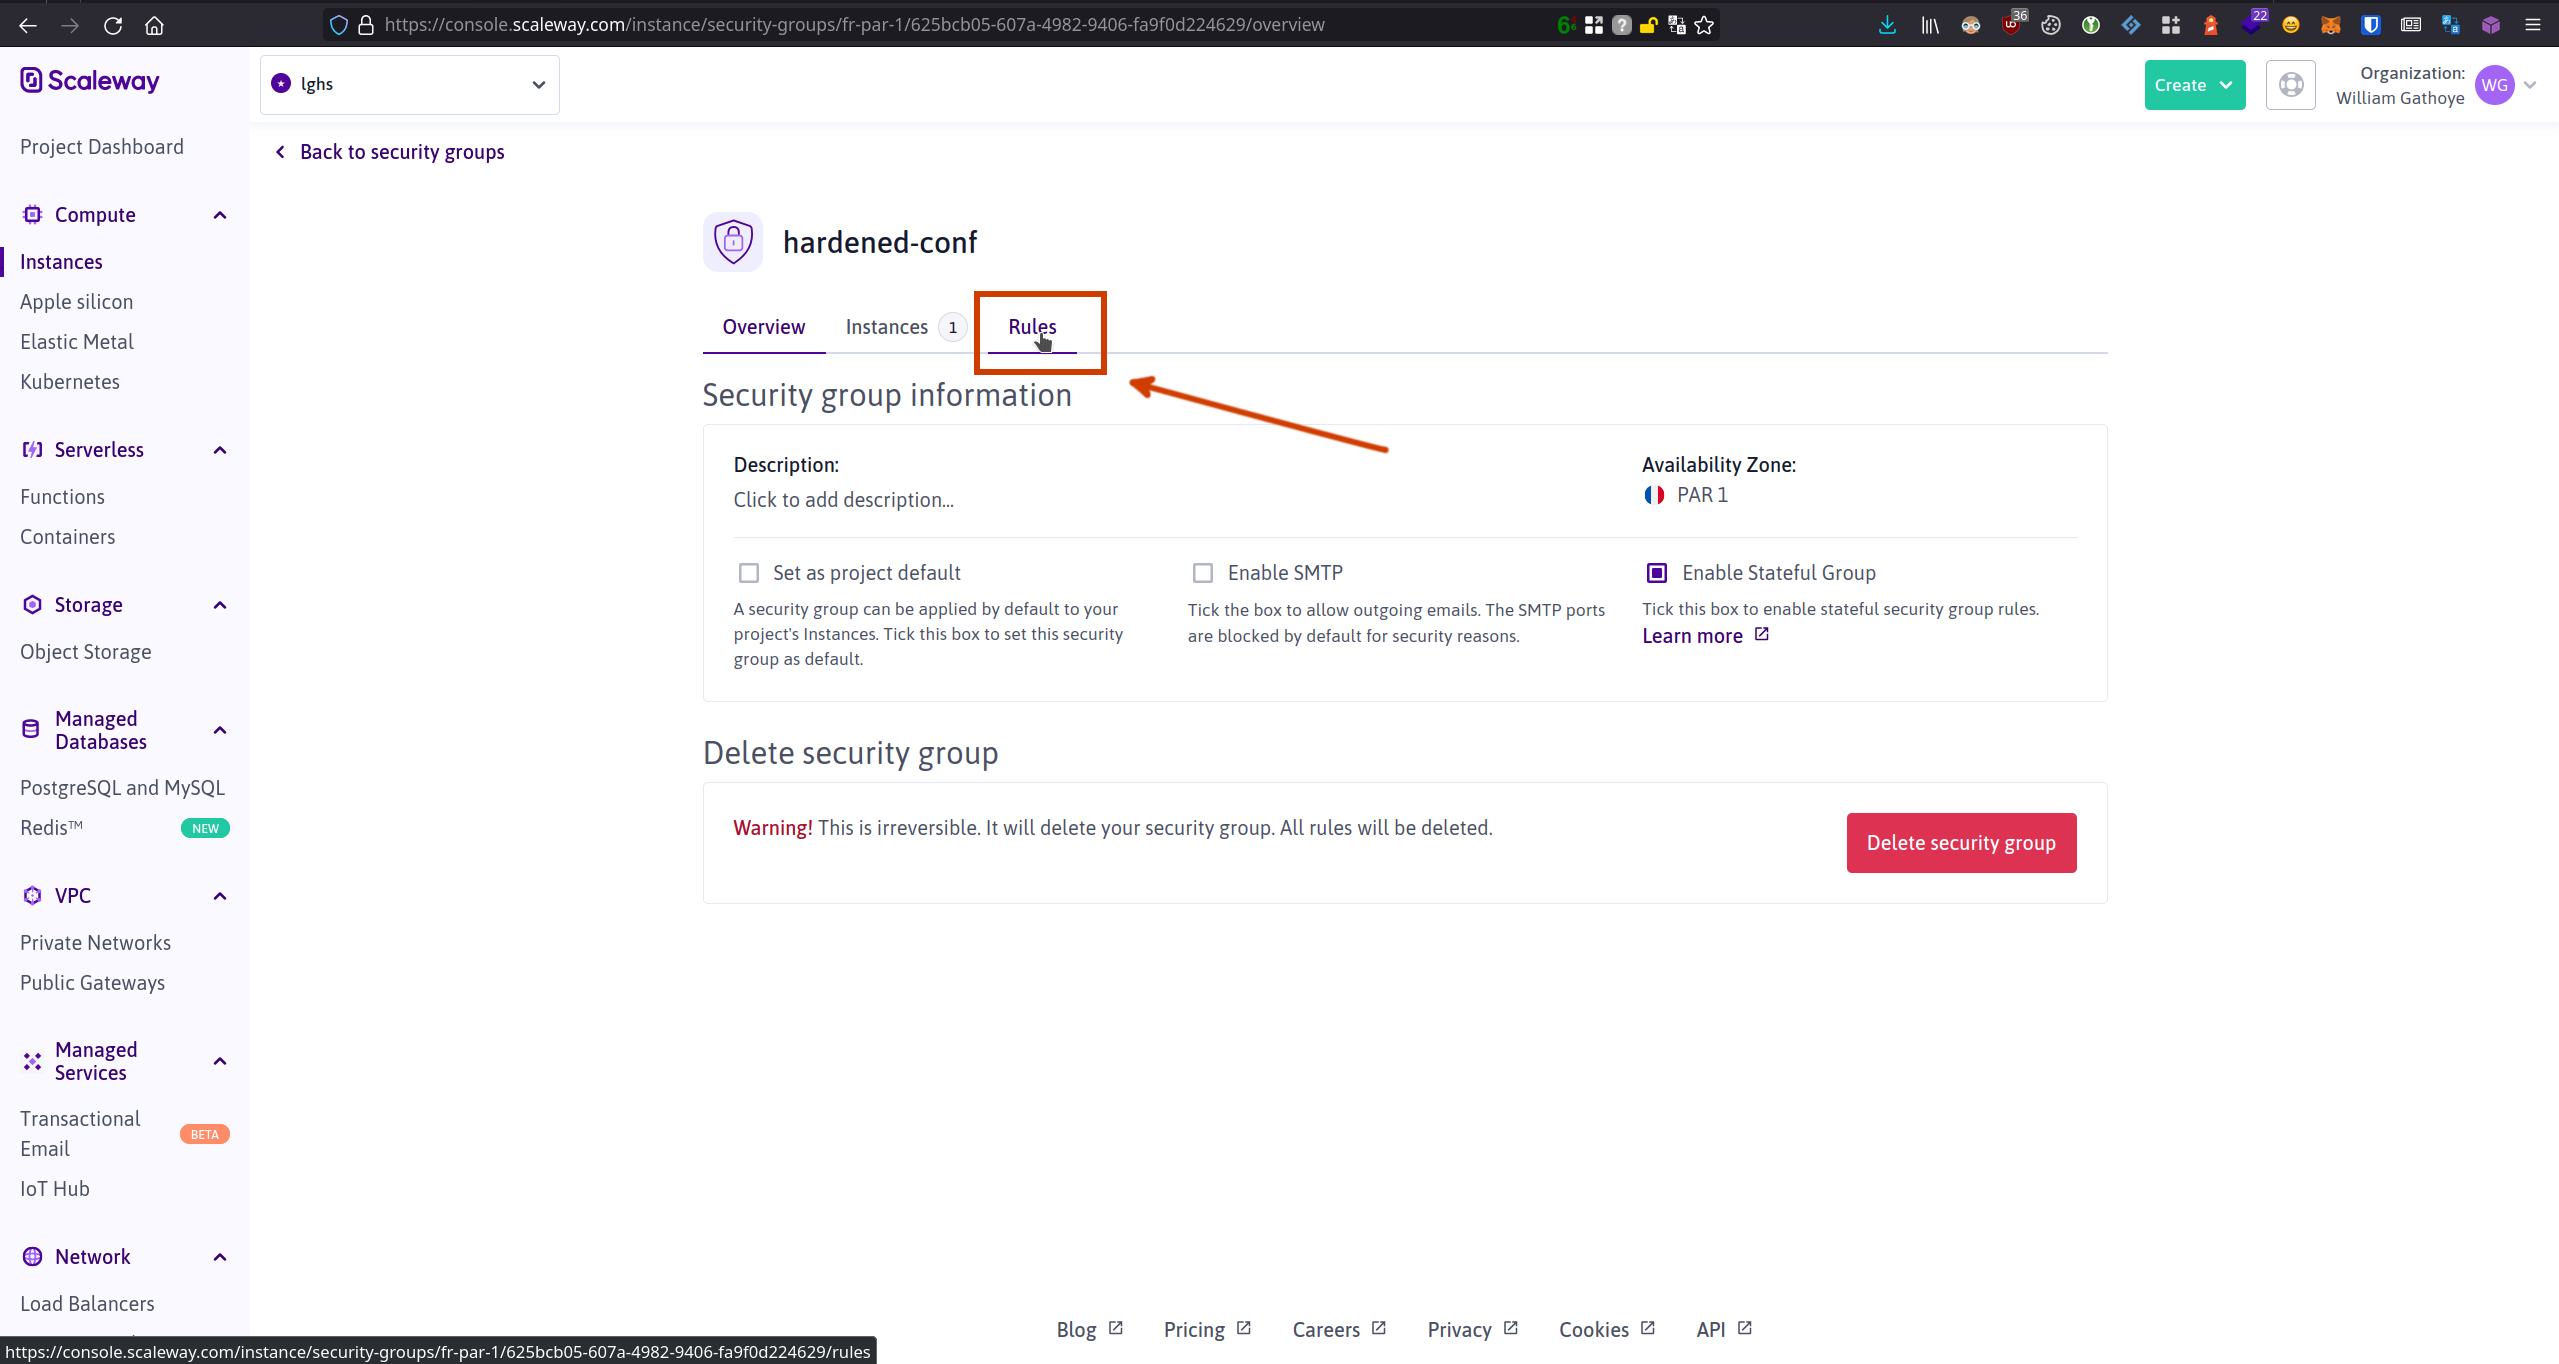 https://console.scaleway.com/instance/security-groups/fr-par-1/625bcb05-607a-4982-9406-fa9f0d224629/overview
36
22
Scaleway
lghs
Create
Organization:
William Gathoye
WG
Project Dashboard
Compute
Instances
Apple silicon
Elastic Metal
Kubernetes
Serverless
Functions
Containers
Storage
Object Storage
Managed
Databases
PostgreSQL and MySQL
Redis™ NEW
VPC
Private Networks
Public Gateways
Managed
Services
Transactional
Email
BETA
IoT Hub
Network
Load Balancers
Back to security groups
hardened-conf
Overview Instances 1 Rules
Security group information
Description:
Click to add description...
Availability Zone:
PAR 1
Set as project default
A security group can be applied by default to your
project's Instances. Tick this box to set this security
group as default.
Enable SMTP
Tick the box to allow outgoing emails. The SMTP ports
are blocked by default for security reasons.
Enable Stateful Group
Tick this box to enable stateful security group rules.
Learn more
Delete security group
Warning! This is irreversible. It will delete your security group. All rules will be deleted.
Delete security group
Blog Pricing Careers Privacy Cookies API
https://console.scaleway.com/instance/security-groups/fr-par-1/625bcb05-607a-4982-9406-fa9f0d224629/rules